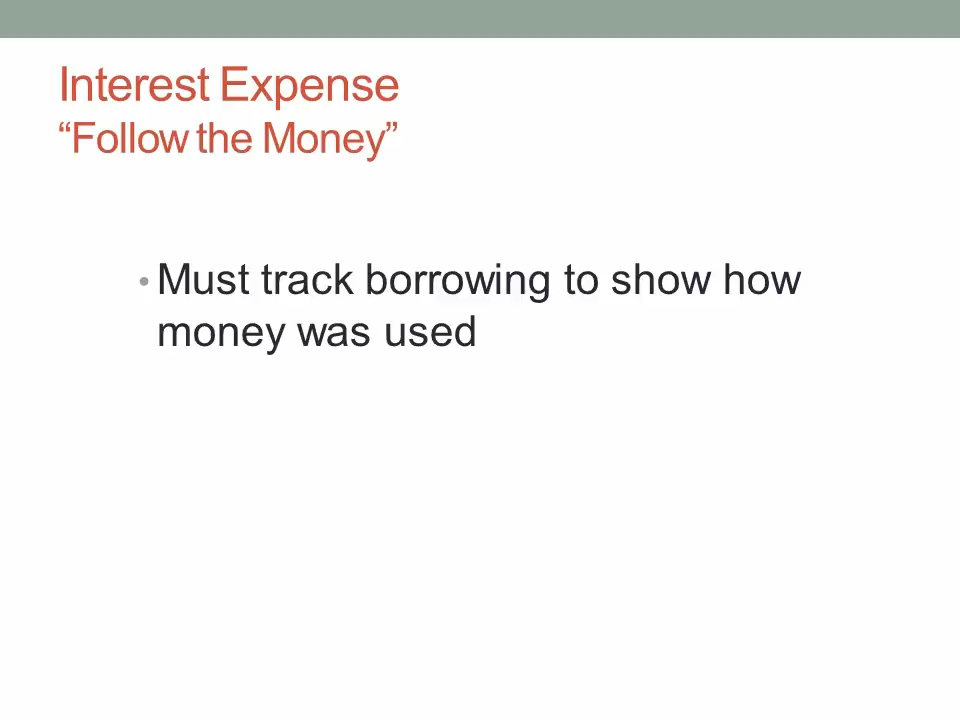 Interest Expense
“Follow the Money”
• Must track borrowing to show how
money was used